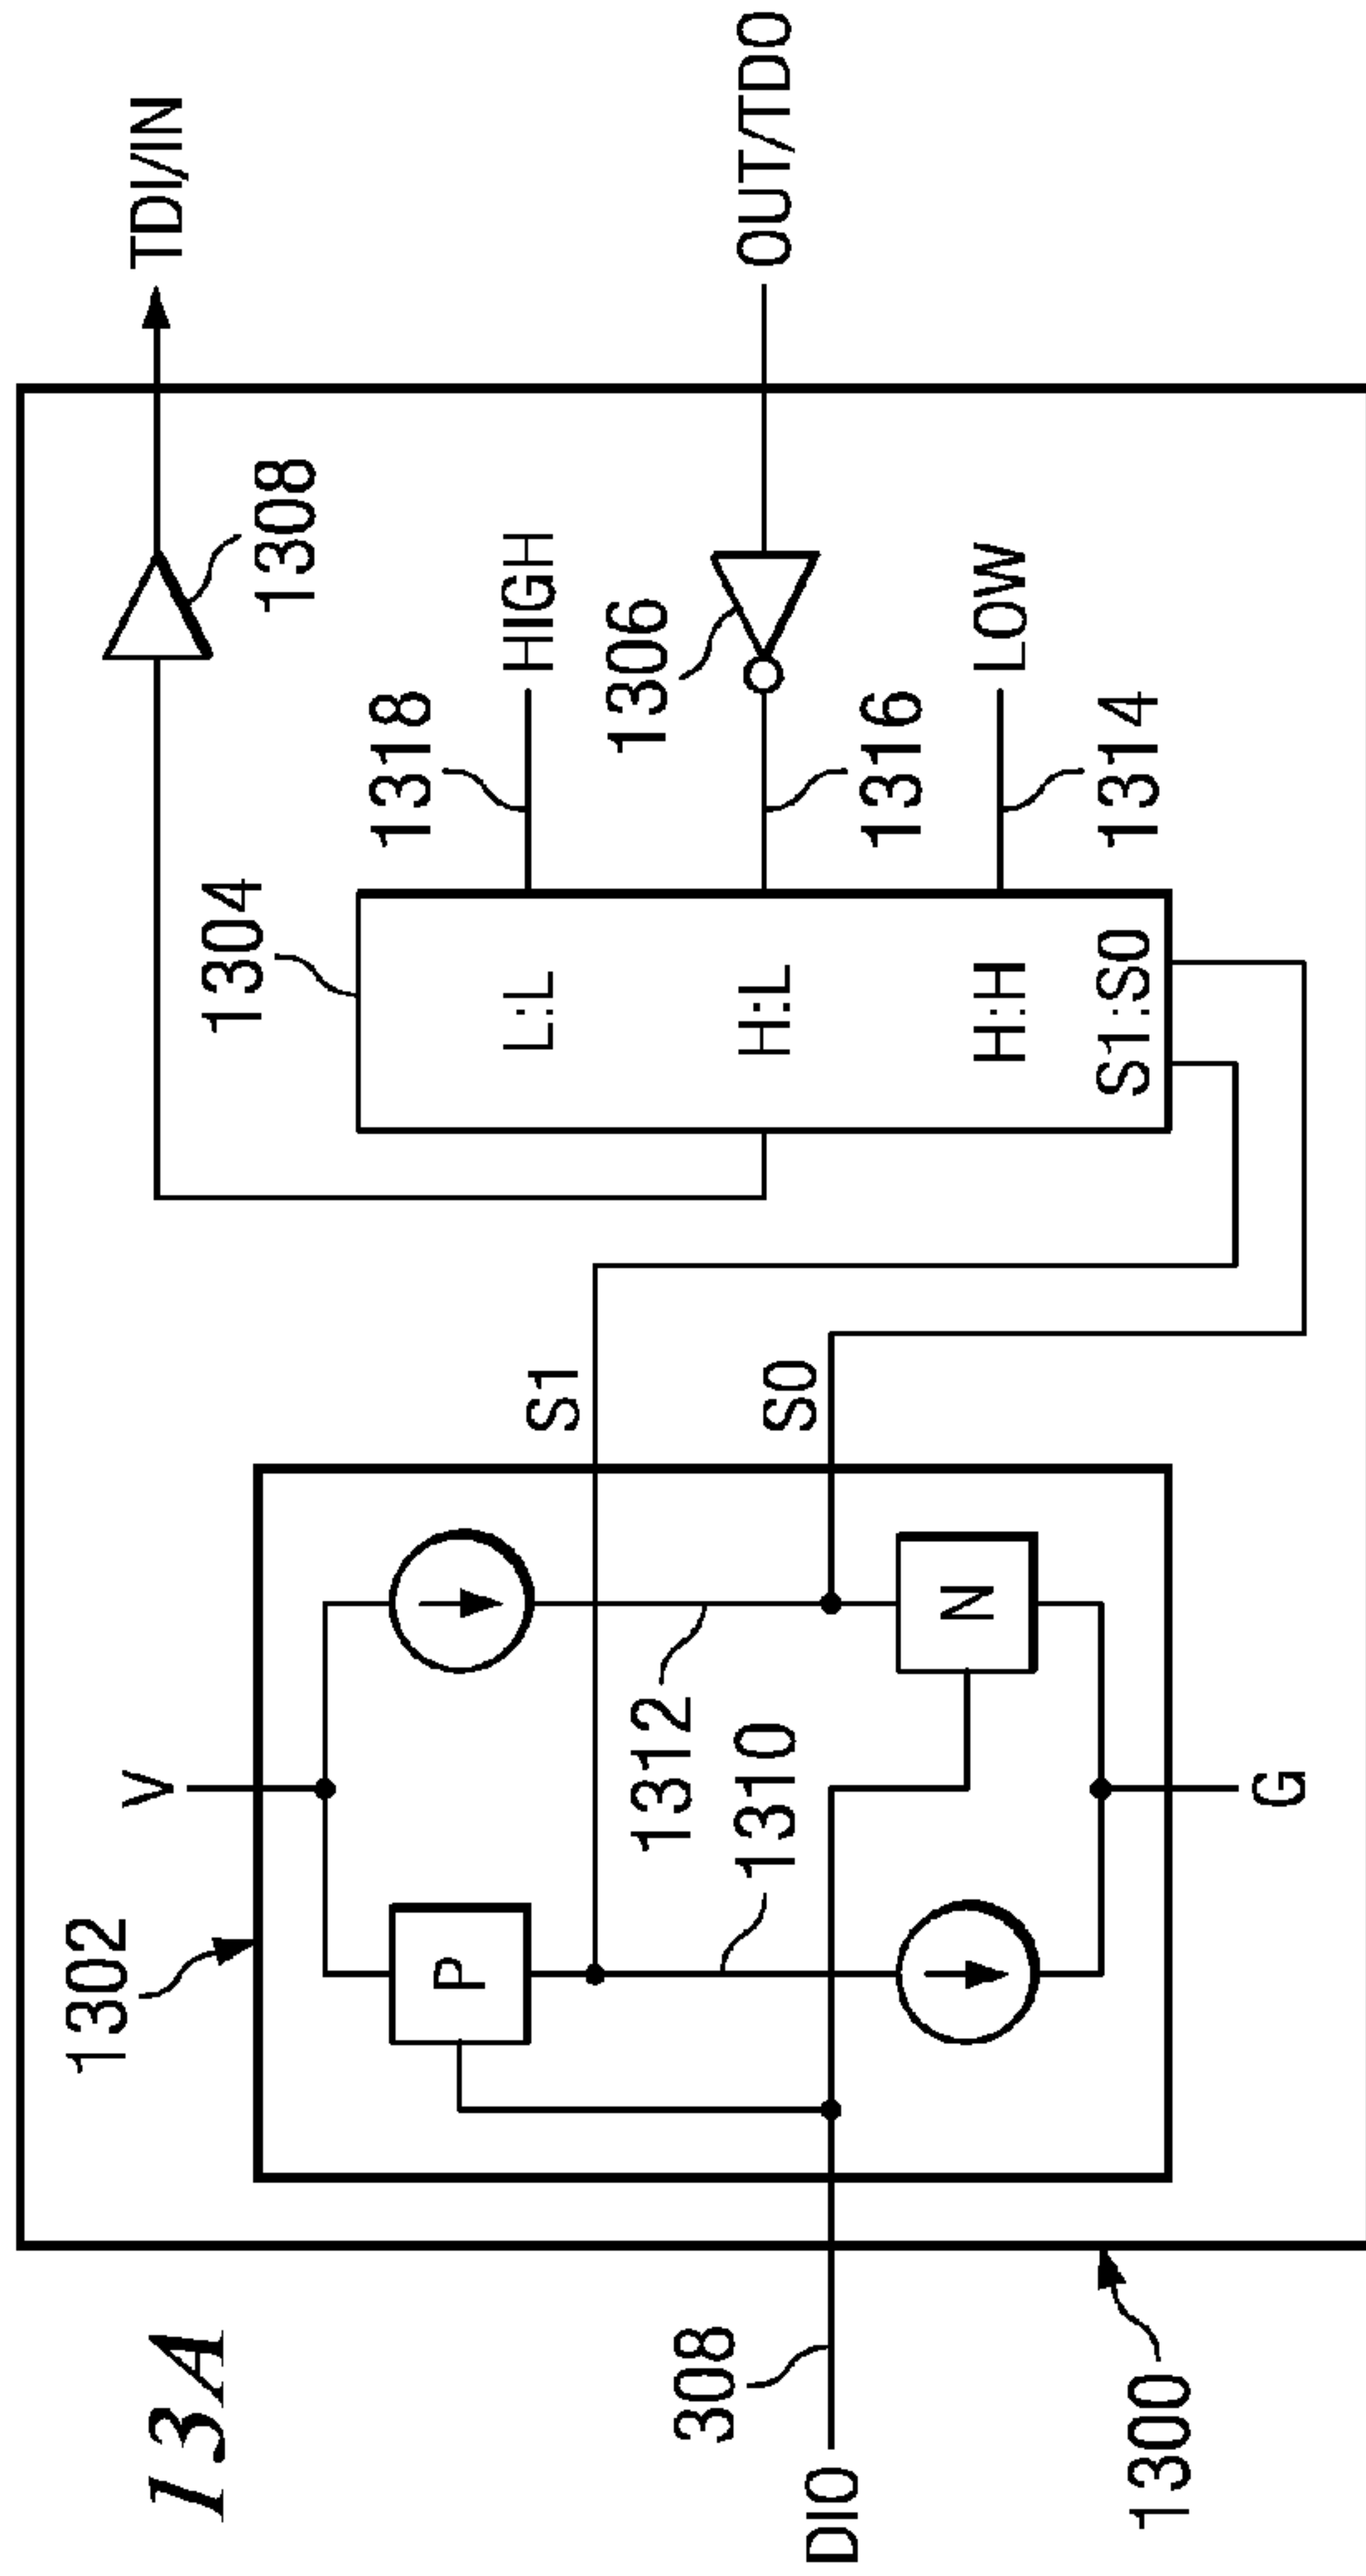 13A
1300
1302
V
TDI/IN
1308
1304
1318
HIGH
P
S1
L:L
1306
1312
S0
H:L
1316
OUT/TDO
DIO
308
1310
N
H:H
LOW
S1:S0
1314
G